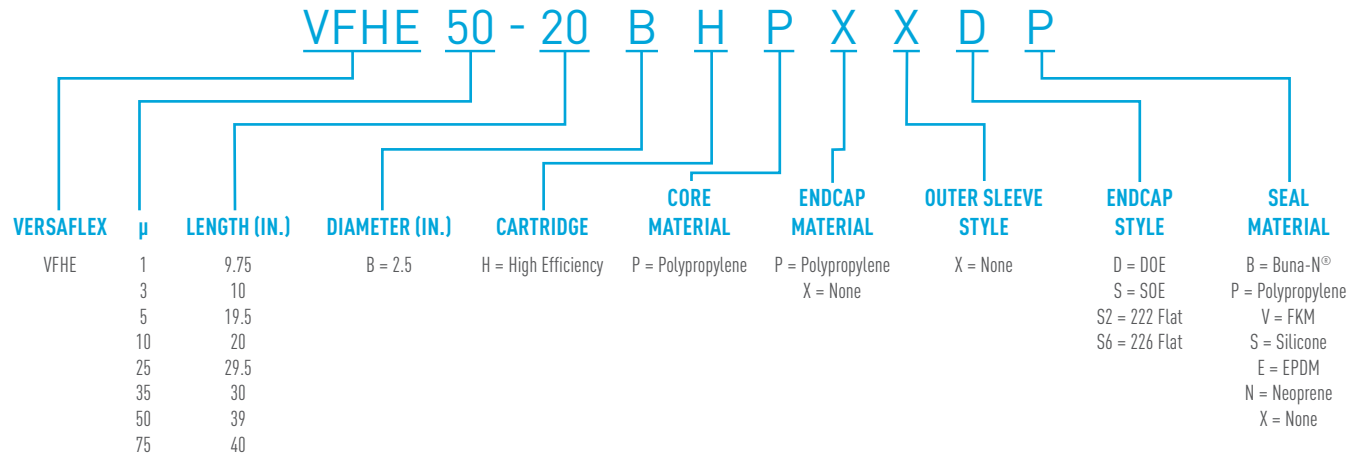 VFHE 50 - 20 B H P X X D P
VERSAFLEX
VFHE
μ
1
3
5
10
25
35
50
75
LENGTH (IN.)
9.75
10
19.5
20
29.5
30
39
40
DIAMETER (IN.)
B = 2.5
CARTRIDGE
H = High Efficiency
CORE
MATERIAL
P = Polypropylene
ENDCAP
MATERIAL
P = Polypropylene
X = None
OUTER SLEEVE
STYLE
X = None
ENDCAP
STYLE
D = DOE
S = SOE
S2 = 222 Flat
S6 = 226 Flat
SEAL
MATERIAL
B = Buna-N®
P = Polypropylene
V = FKM
S = Silicone
E = EPDM
N = Neoprene
X = None